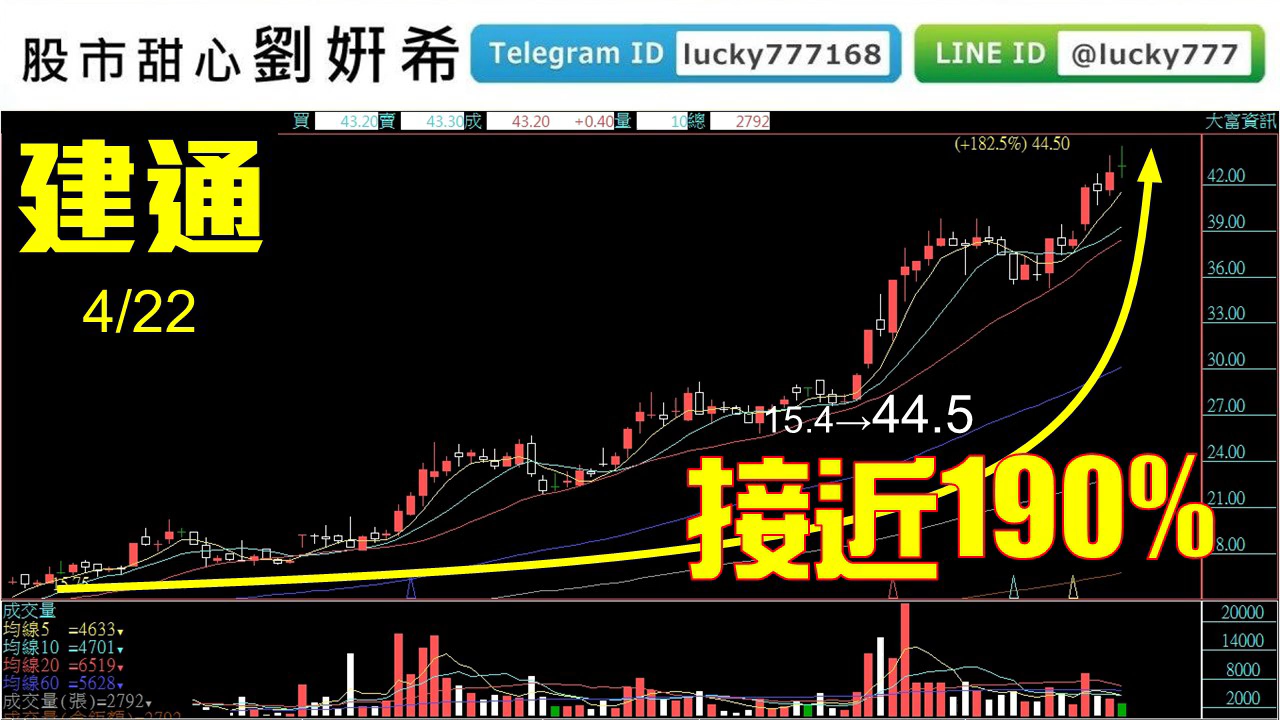 股市甜心劉妍希 Telegram ID lucky777168 LINE ID @lucky777
買 43.20 賣 43.30 成 43.20 +0.40 量 10 總 2792 大富資訊
(+182.5%) 44.50
建通
4/22
42.00
39.00
36.00
33.00
30.00
27.00
15.4→44.5
24.00
接近190%
21.00
18.00
15.75
成交量
均線5 =4633▼
均線10 =4701▼
均線20 =6519▼
均線60 =5628▼
成交量(張)=2792▼
20000
14000
8000
2000